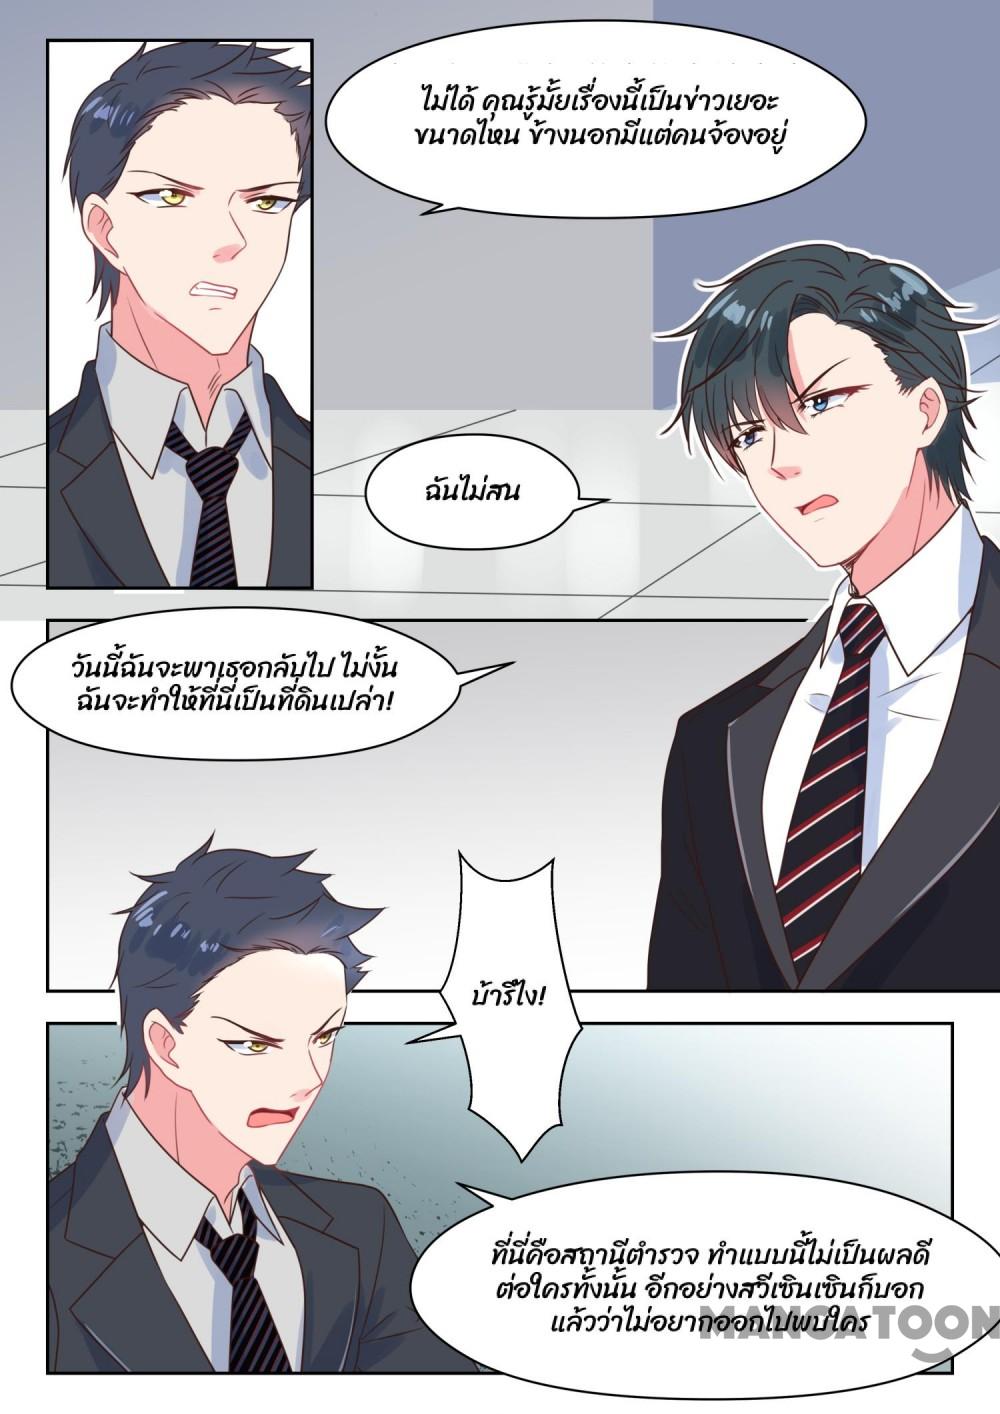 ไม่ได้ คุณรู้มั้ยเรื่องนี้เป็นข่าวเยอะ
ขนาดไหน ข้างนอกมีแต่คนจ้องอยู่
ฉันไม่สน
วันนี้ฉันจะพาเธอกลับไป ไม่งั้น
ฉันจะทำให้ที่นี่เป็นที่ดินเปล่า!
บ้ารึไง!
ที่นี่คือสถานีตำรวจ ทำแบบนี้ไม่เป็นผลดี
ต่อใครทั้งนั้น อีกอย่างสวีเซินเซินก็บอก
แล้วว่าไม่อยากออกไปพบใคร
MANGATOON